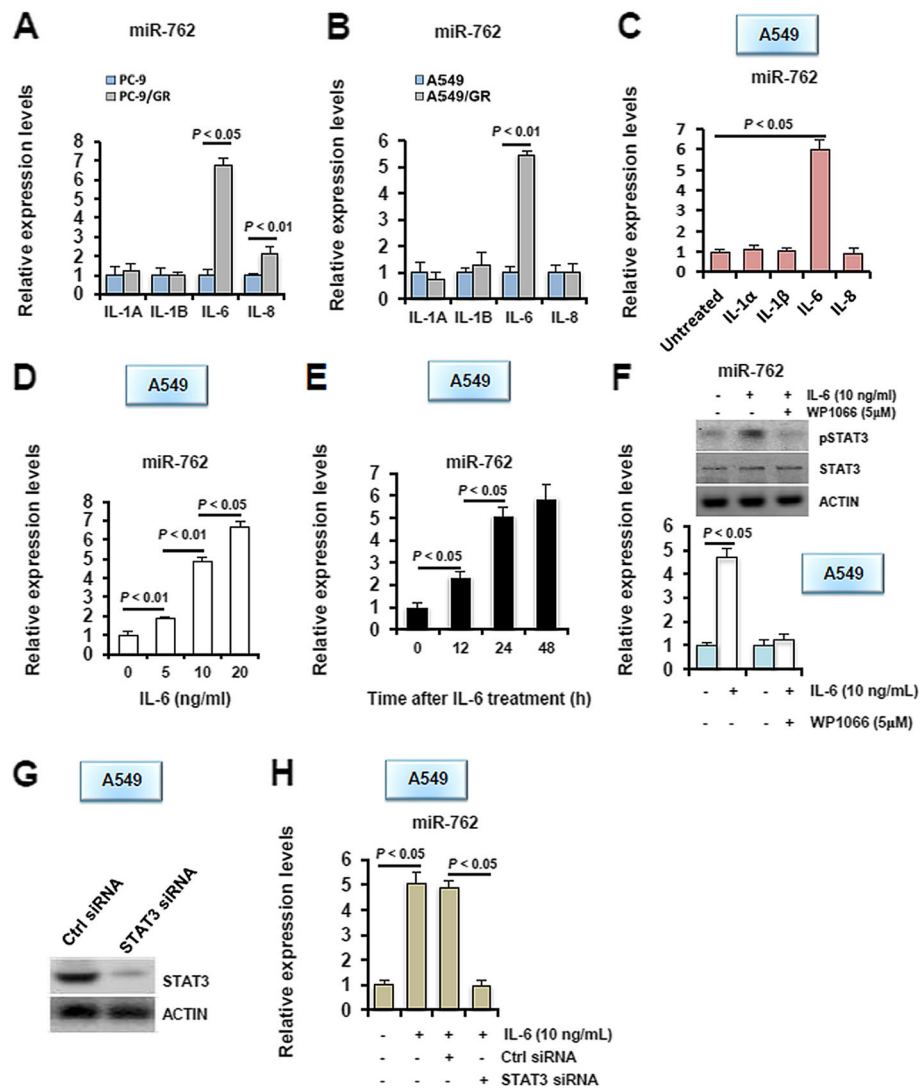 A
miR-762
PC-9
PC-9/GR
Relative expression levels
8
7
6
5
4
3
2
1
0
P < 0.05
P < 0.01
IL-1A IL-1B IL-6 IL-8
B
miR-762
A549
A549/GR
Relative expression levels
6
5
4
3
2
1
0
P < 0.01
IL-1A IL-1B IL-6 IL-8
C
A549
miR-762
Relative expression levels
7
6
5
4
3
2
1
0
P < 0.05
Untreated IL-1α IL-1β IL-6 IL-8
D
A549
miR-762
Relative expression levels
8
7
6
5
4
3
2
1
0
P < 0.01
P < 0.01
P < 0.05
0 5 10 20
IL-6 (ng/ml)
E
A549
miR-762
Relative expression levels
7
6
5
4
3
2
1
0
P < 0.05
P < 0.05
0 12 24 48
Time after IL-6 treatment (h)
F
miR-762
- + + IL-6 (10 ng/ml)
+ WP1066 (5μM)
pSTAT3
STAT3
ACTIN
A549
Relative expression levels
6
5
4
3
2
1
0
P < 0.05
- + - + IL-6 (10 ng/mL)
- + WP1066 (5μM)
G
A549
Ctrl siRNA STAT3 siRNA
STAT3
ACTIN
H
A549
miR-762
Relative expression levels
6
5
4
3
2
1
0
P < 0.05
P < 0.05
- + + + IL-6 (10 ng/mL)
- + Ctrl siRNA
- + STAT3 siRNA